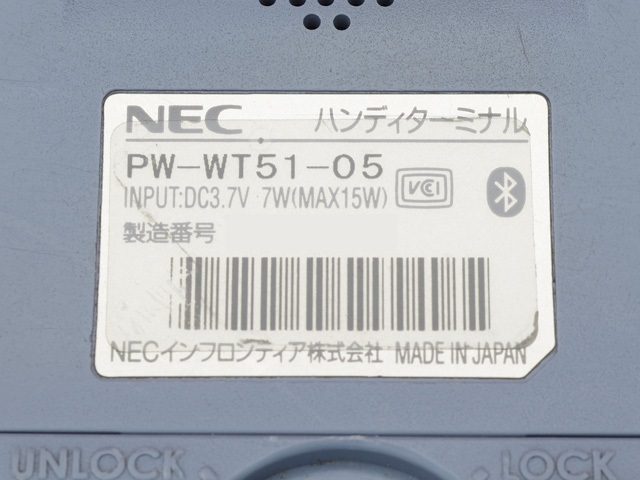 NEC ハンディターミナル
PW-WT51-05
INPUT:DC3.7V 7W(MAX15W) VCI
製造番号
NECインフロンティア株式会社 MADE IN JAPAN
UNLOCK LOCK